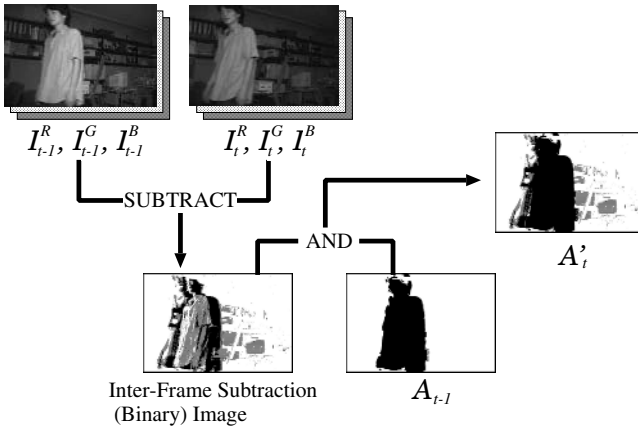 I^R_{t-1}, I^G_{t-1}, I^B_{t-1}
I^R_t, I^G_t, I^B_t
SUBTRACT
AND
A'_t
Inter-Frame Subtraction
(Binary) Image
A_{t-1}